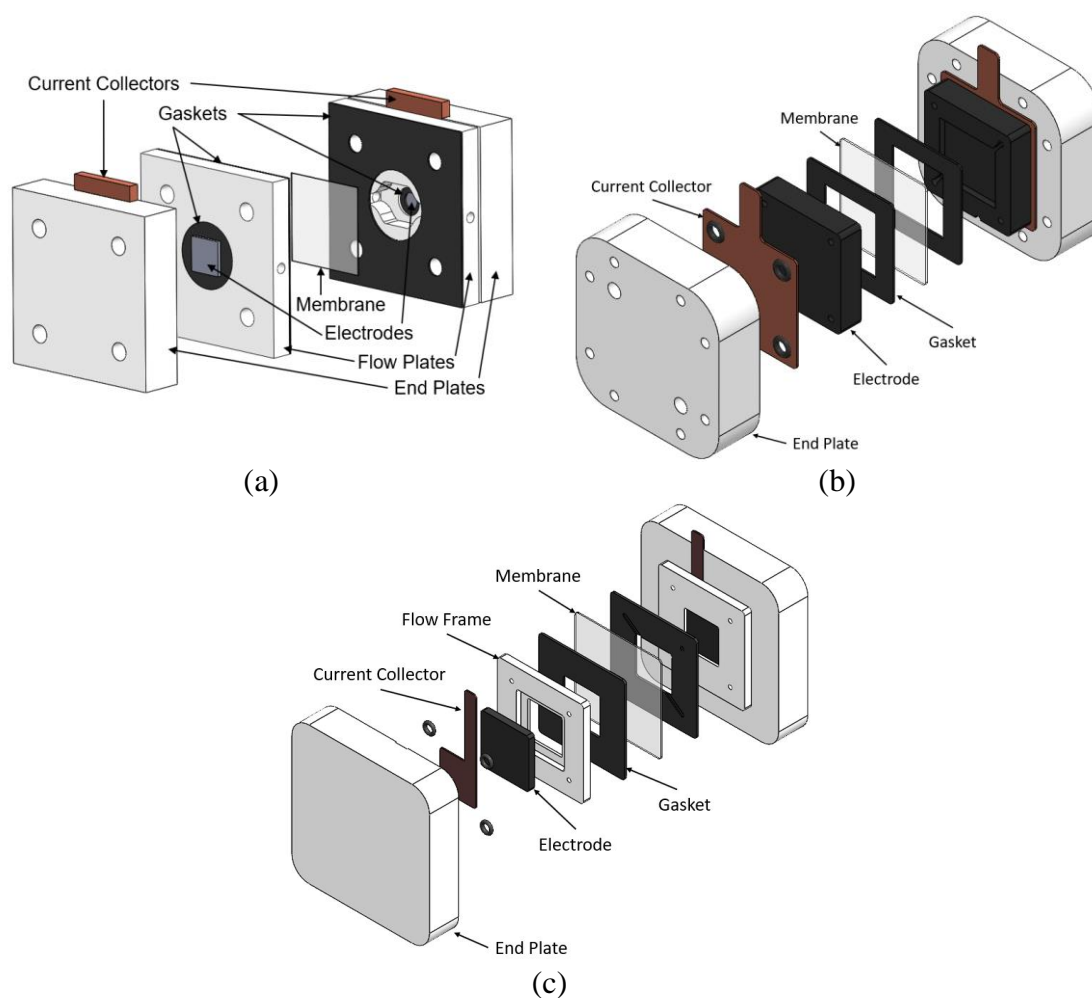 Current Collectors
Gaskets
Membrane
Electrodes
Flow Plates
End Plates
(a)
Membrane
Current Collector
Gasket
Electrode
End Plate
(b)
Membrane
Flow Frame
Current Collector
Gasket
Electrode
End Plate
(c)